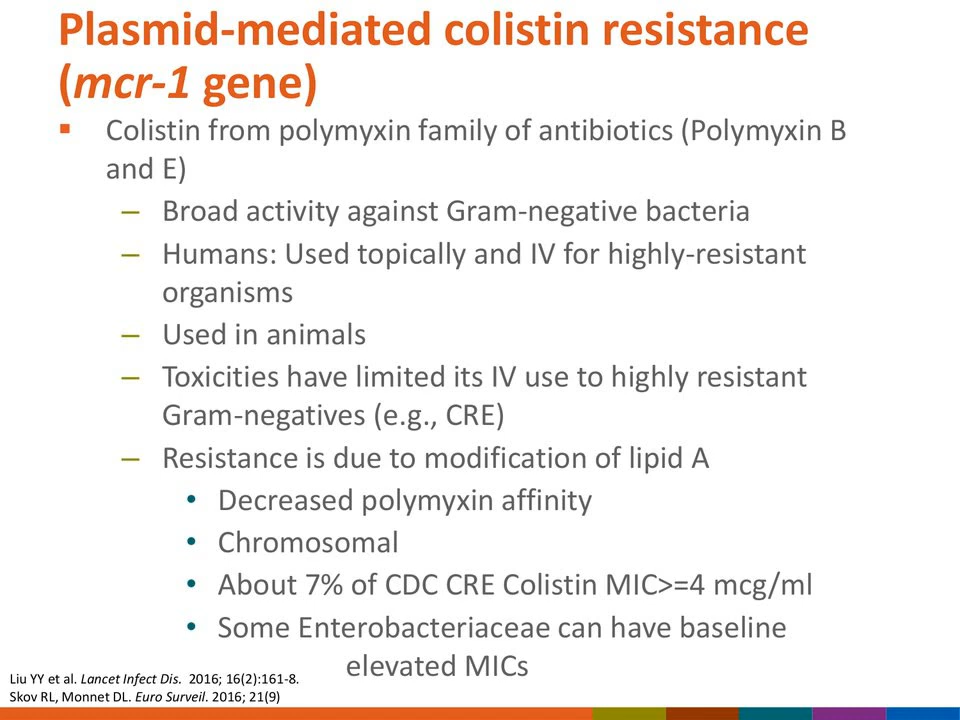 Plasmid-mediated colistin resistance
(mcr-1 gene)
▪ Colistin from polymyxin family of antibiotics (Polymyxin B
and E)
– Broad activity against Gram-negative bacteria
– Humans: Used topically and IV for highly-resistant
organisms
– Used in animals
– Toxicities have limited its IV use to highly resistant
Gram-negatives (e.g., CRE)
– Resistance is due to modification of lipid A
• Decreased polymyxin affinity
• Chromosomal
• About 7% of CDC CRE Colistin MIC>=4 mcg/ml
• Some Enterobacteriaceae can have baseline
elevated MICs
Liu YY et al. Lancet Infect Dis. 2016; 16(2):161-8.
Skov RL, Monnet DL. Euro Surveil. 2016; 21(9)